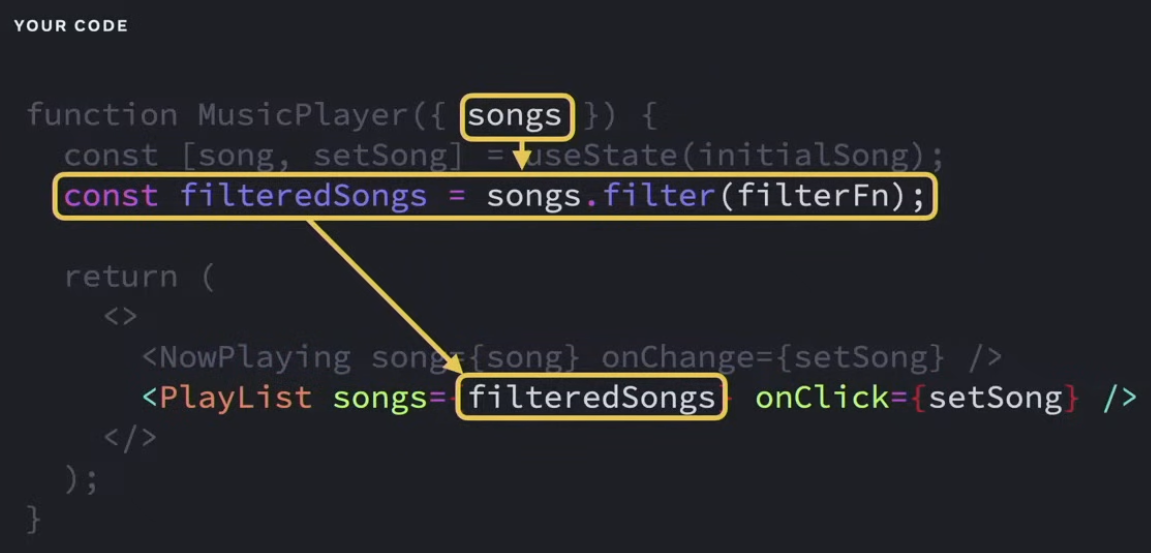 YOUR CODE
function MusicPlayer({ songs }) {
const [song, setSong] = useState(initialSong);
const filteredSongs = songs.filter(filterFn);
return (
<>
<NowPlaying song={song} onChange={setSong} />
<PlayList songs={filteredSongs} onClick={setSong} />
</>
);
}